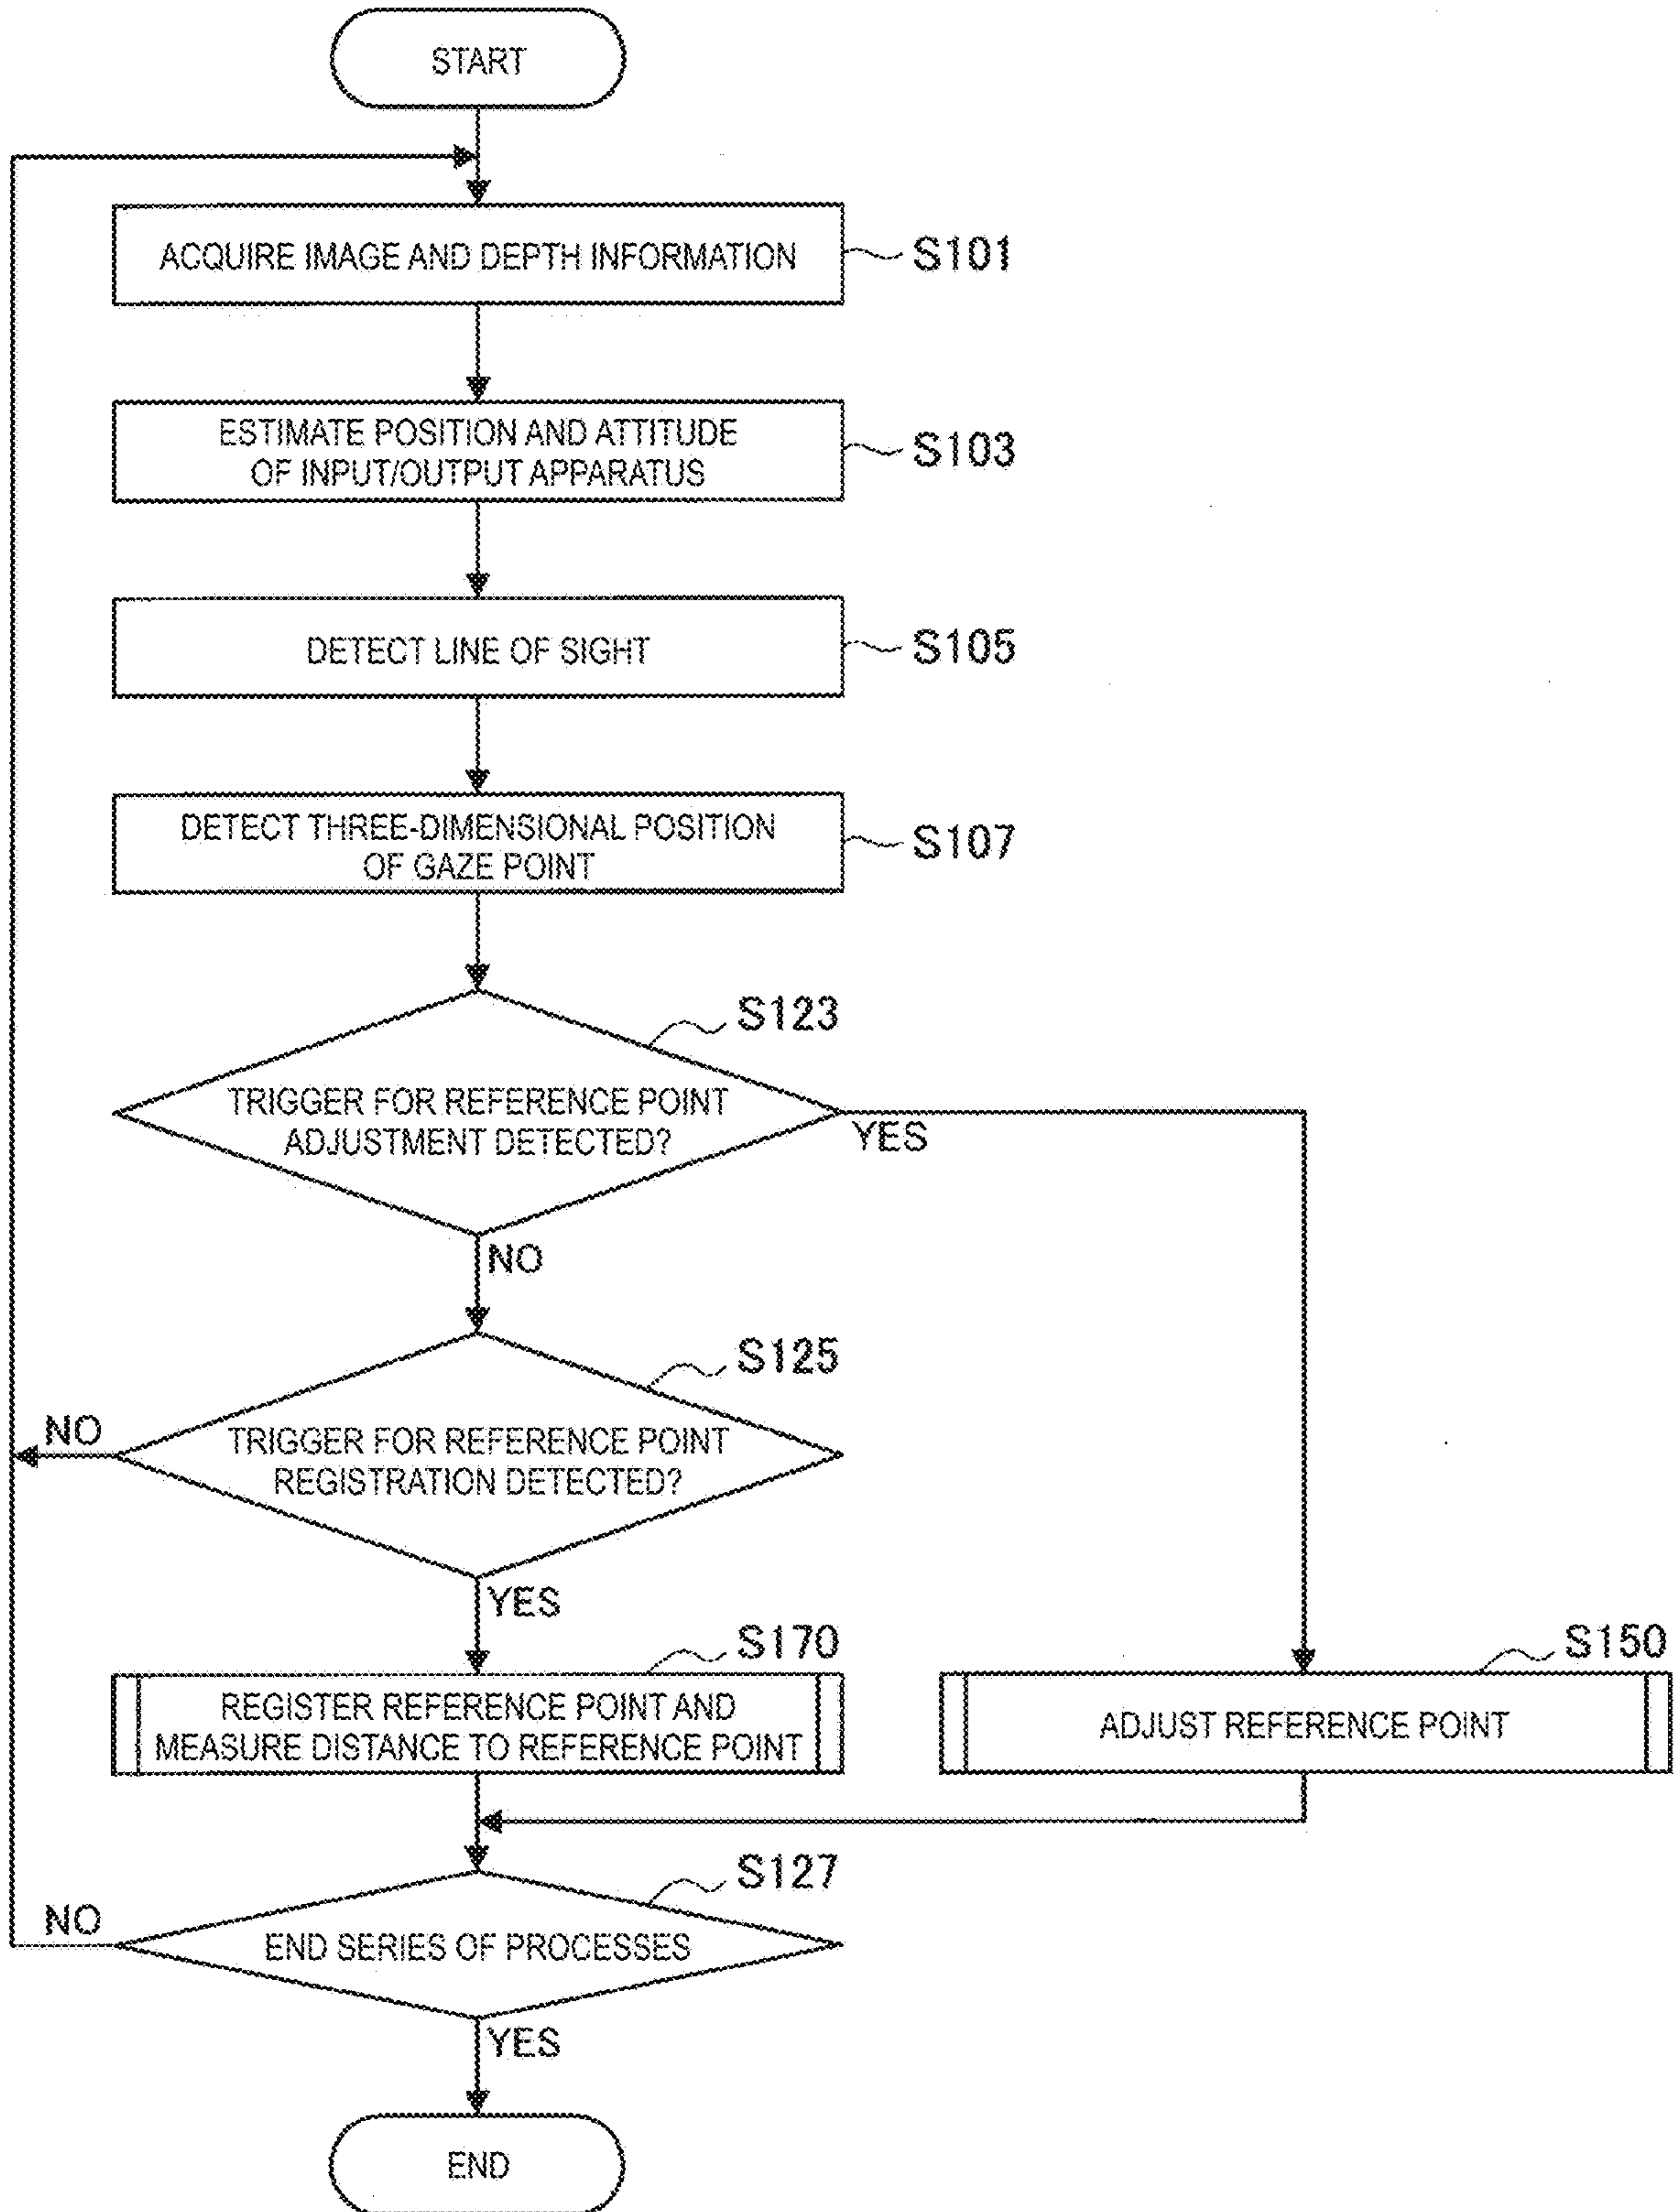 START
ACQUIRE IMAGE AND DEPTH INFORMATION
S101
ESTIMATE POSITION AND ATTITUDE
OF INPUT/OUTPUT APPARATUS
S103
DETECT LINE OF SIGHT
S105
DETECT THREE-DIMENSIONAL POSITION
OF GAZE POINT
S107
S123
TRIGGER FOR REFERENCE POINT
ADJUSTMENT DETECTED?
YES
NO
S125
TRIGGER FOR REFERENCE POINT
REGISTRATION DETECTED?
NO
YES
S170
REGISTER REFERENCE POINT AND
MEASURE DISTANCE TO REFERENCE POINT
S150
ADJUST REFERENCE POINT
S127
END SERIES OF PROCESSES
NO
YES
END